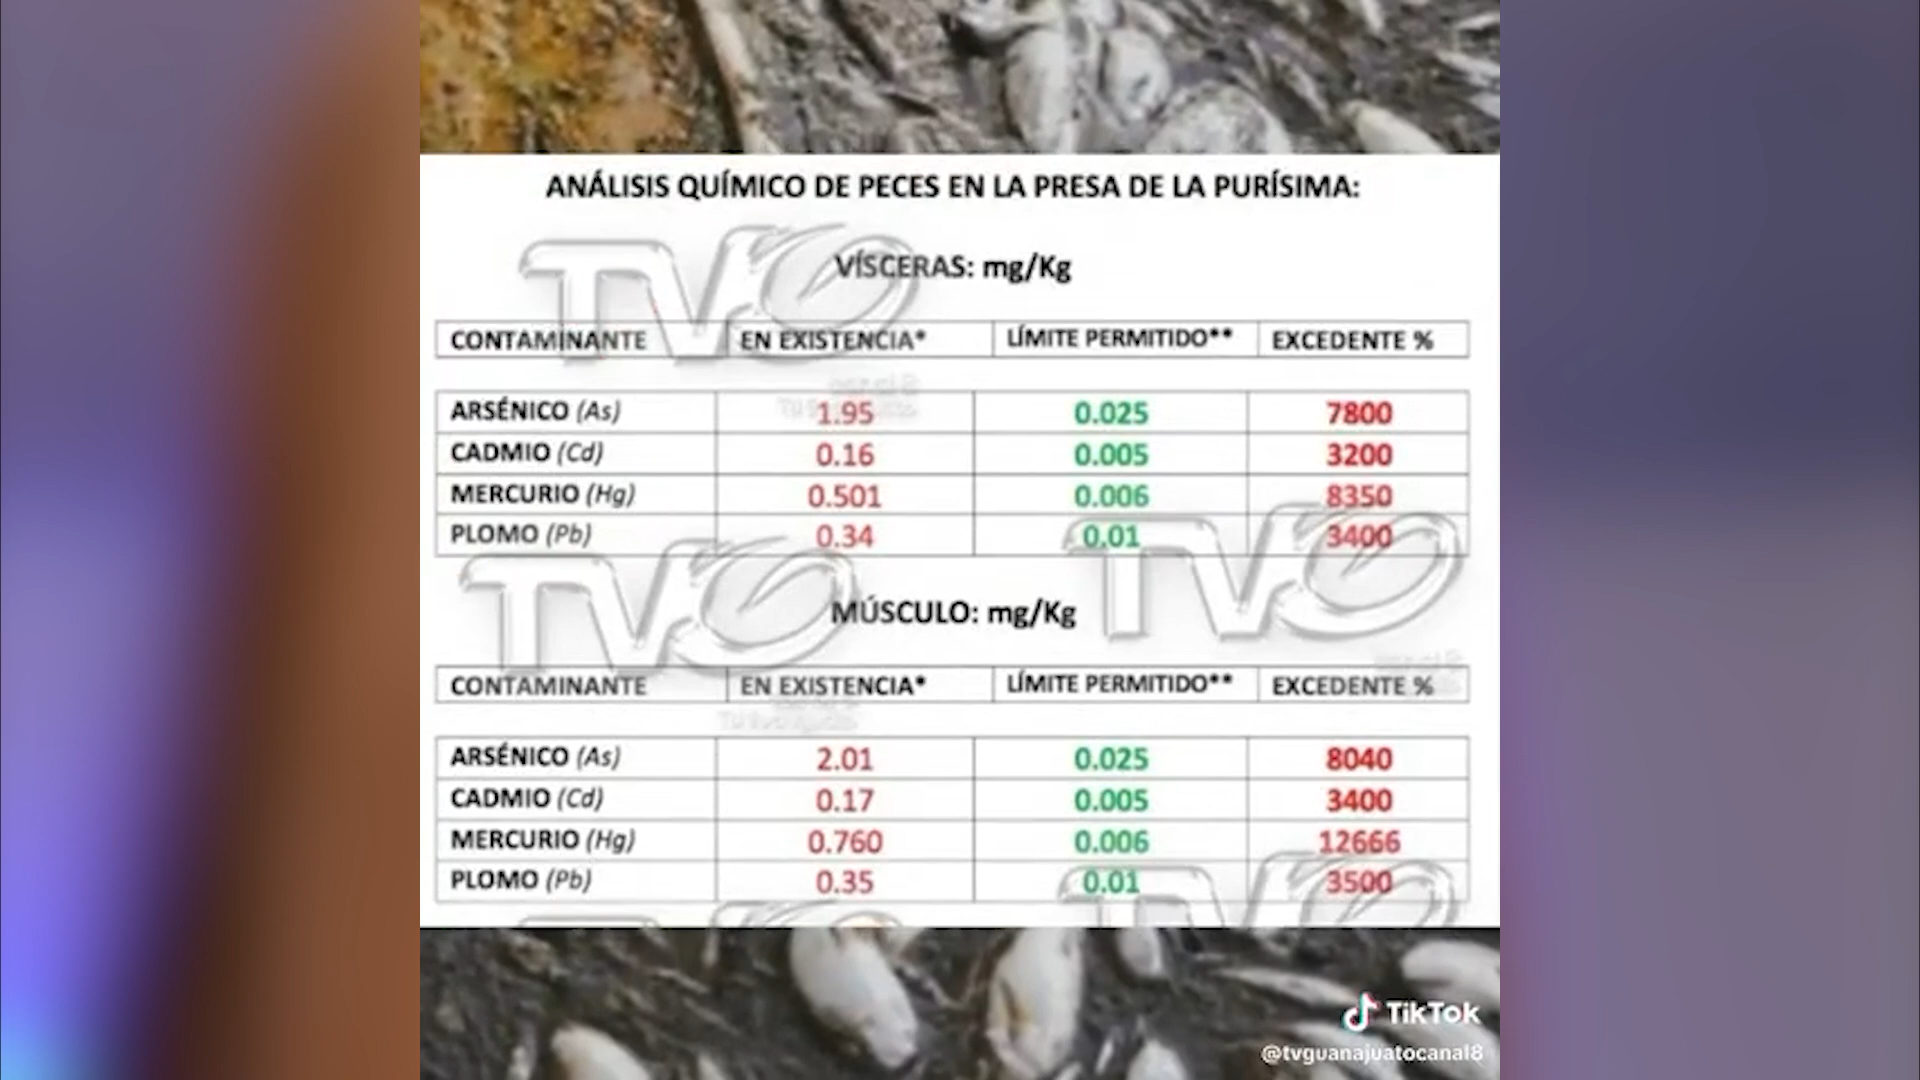 ANÁLISIS QUÍMICO DE PECES EN LA PRESA DE LA PURÍSIMA:
TVO
VÍSCERAS: mg/Kg
CONTAMINANTE EN EXISTENCIA* LÍMITE PERMITIDO** EXCEDENTE %
canal 8
ARSÉNICO (As) 1.95 0.025 7800
CADMIO (Cd) 0.16 0.005 3200
MERCURIO (Hg) 0.501 0.006 8350
PLOMO (Pb) 0.34 0.01 3400
TVO
TVO
MÚSCULO: mg/Kg
CONTAMINANTE EN EXISTENCIA* LÍMITE PERMITIDO** EXCEDENTE %
ARSÉNICO (As) 2.01 0.025 8040
CADMIO (Cd) 0.17 0.005 3400
MERCURIO (Hg) 0.760 0.006 12666
PLOMO (Pb) 0.35 0.01 3500
TVO
TikTok
@tvguanajuatocanal8